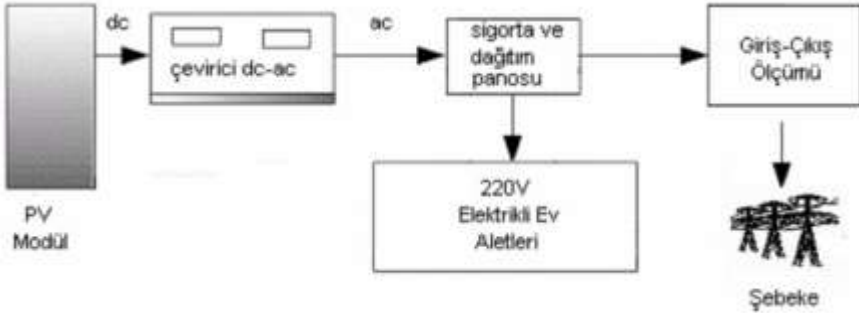 dc
çevirici dc-ac
ac
sigorta ve
dağıtım
panosu
Giriş-Çıkış
Ölçümü
PV
Modül
220V
Elektrikli Ev
Aletleri
Şebeke